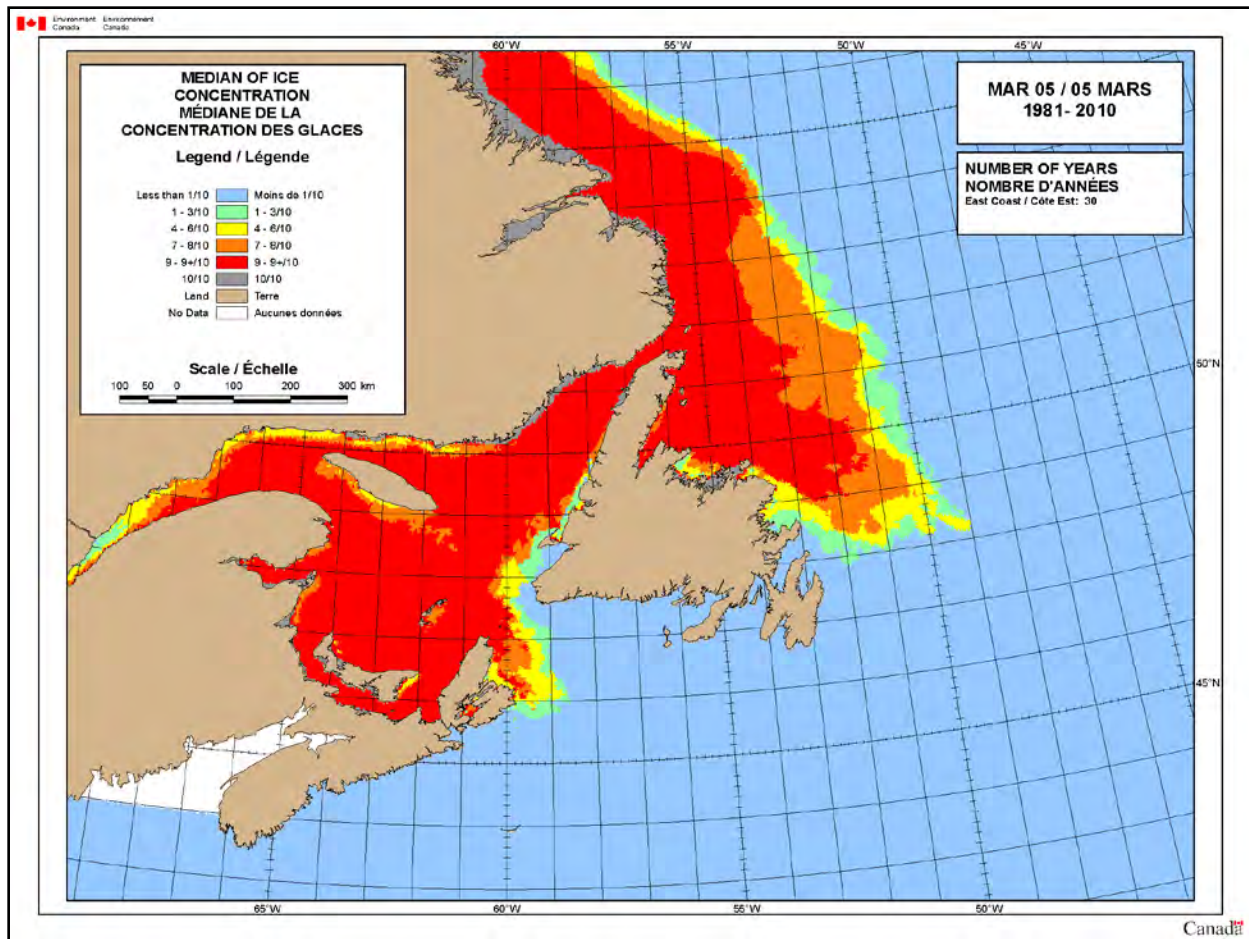 Environment Environnement
Canada Canada
60°W 55°W 50°W 45°W
MEDIAN OF ICE
CONCENTRATION
MÉDIANE DE LA
CONCENTRATION DES GLACES
Legend / Légende
Less than 1/10 Moins de 1/10
1 - 3/10 1 - 3/10
4 - 6/10 4 - 6/10
7 - 8/10 7 - 8/10
9 - 9+/10 9 - 9+/10
10/10 10/10
Land Terre
No Data Aucunes données
Scale / Échelle
100 50 0 100 200 300 km
MAR 05 / 05 MARS
1981- 2010
NUMBER OF YEARS
NOMBRE D'ANNÉES
East Coast / Côte Est: 30
50°N
45°N
65°W 60°W 55°W 50°W
Canada